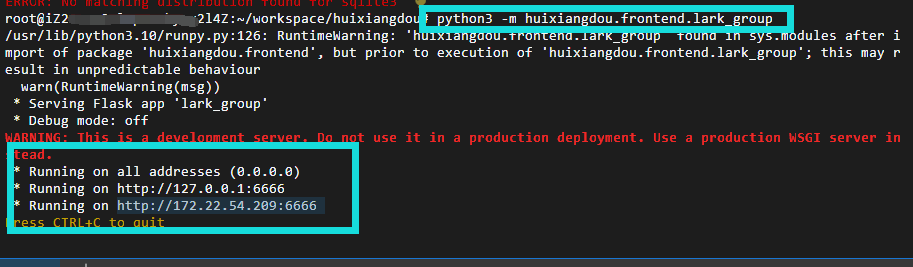 ERROR: No matching distribution found for sqlite3
root@iZ2 2l4Z:~/workspace/huixiangdou# python3 -m huixiangdou.frontend.lark_group
/usr/lib/python3.10/runpy.py:126: RuntimeWarning: 'huixiangdou.frontend.lark_group' found in sys.modules after i
mport of package 'huixiangdou.frontend', but prior to execution of 'huixiangdou.frontend.lark_group'; this may r
esult in unpredictable behaviour
warn(RuntimeWarning(msg))
* Serving Flask app 'lark_group'
* Debug mode: off
WARNING: This is a development server. Do not use it in a production deployment. Use a production WSGI server in
stead.
* Running on all addresses (0.0.0.0)
* Running on http://127.0.0.1:6666
* Running on http://172.22.54.209:6666
Press CTRL+C to quit